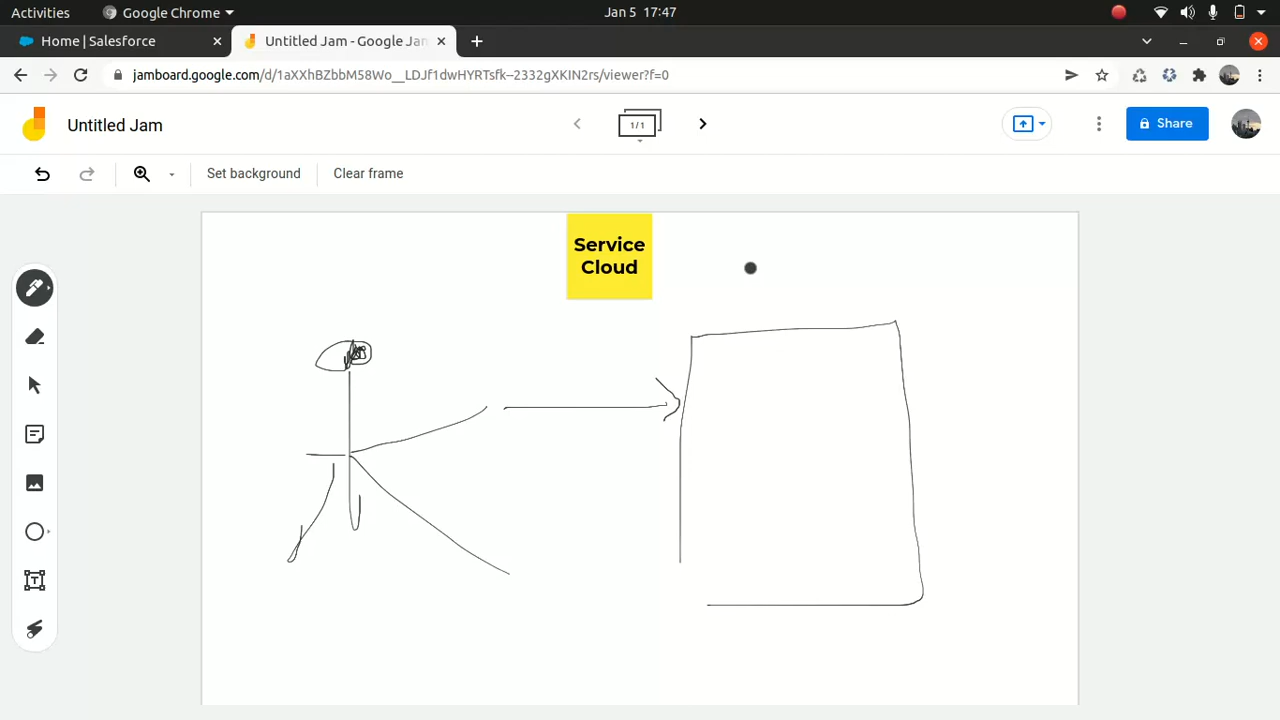 Activities
Google Chrome
Jan 5 17:47
Home | Salesforce
Untitled Jam - Google Jam
jamboard.google.com/d/1aXXhBZbbM58Wo__LDJf1dwHYRTsfk--2332gXKIN2rs/viewer?f=0
Untitled Jam
1/1
Share
Set background
Clear frame
Service
Cloud